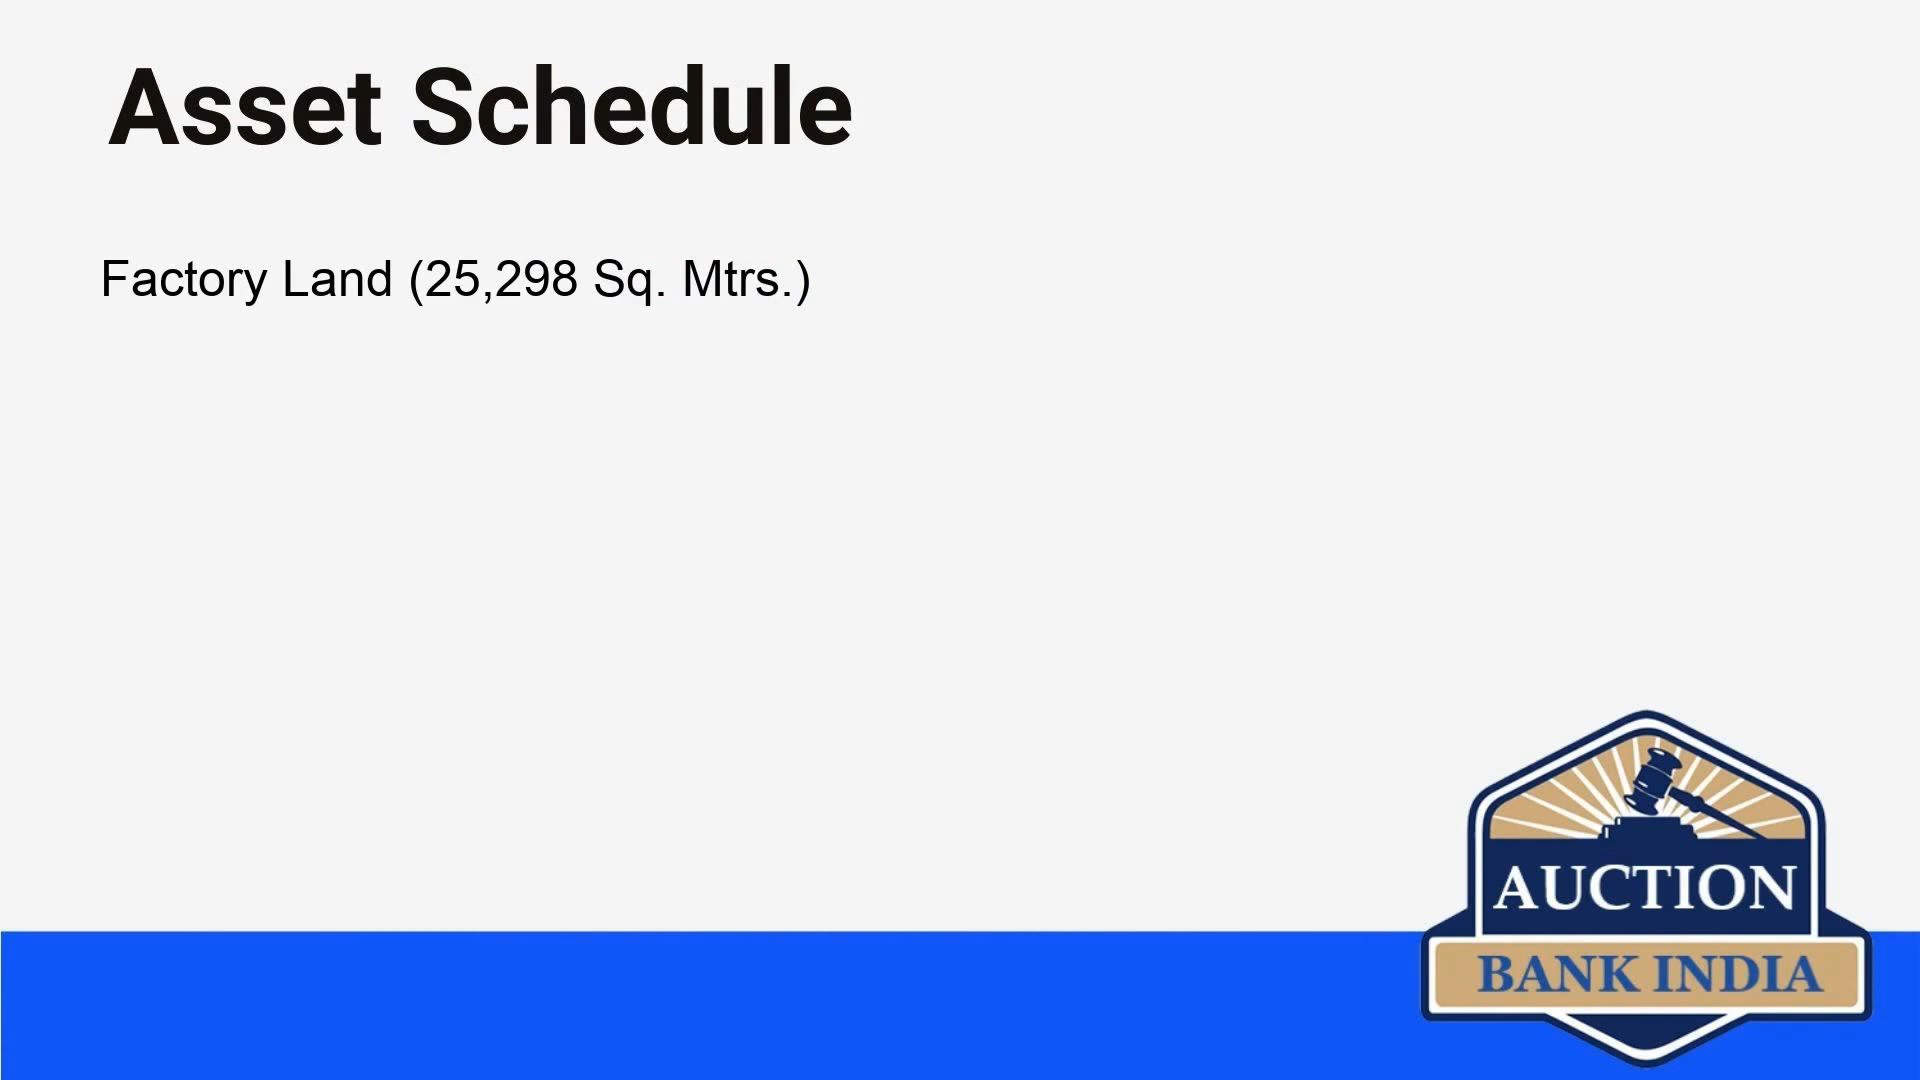 Asset Schedule
Factory Land (25,298 Sq. Mtrs.)
AUCTION
BANK INDIA